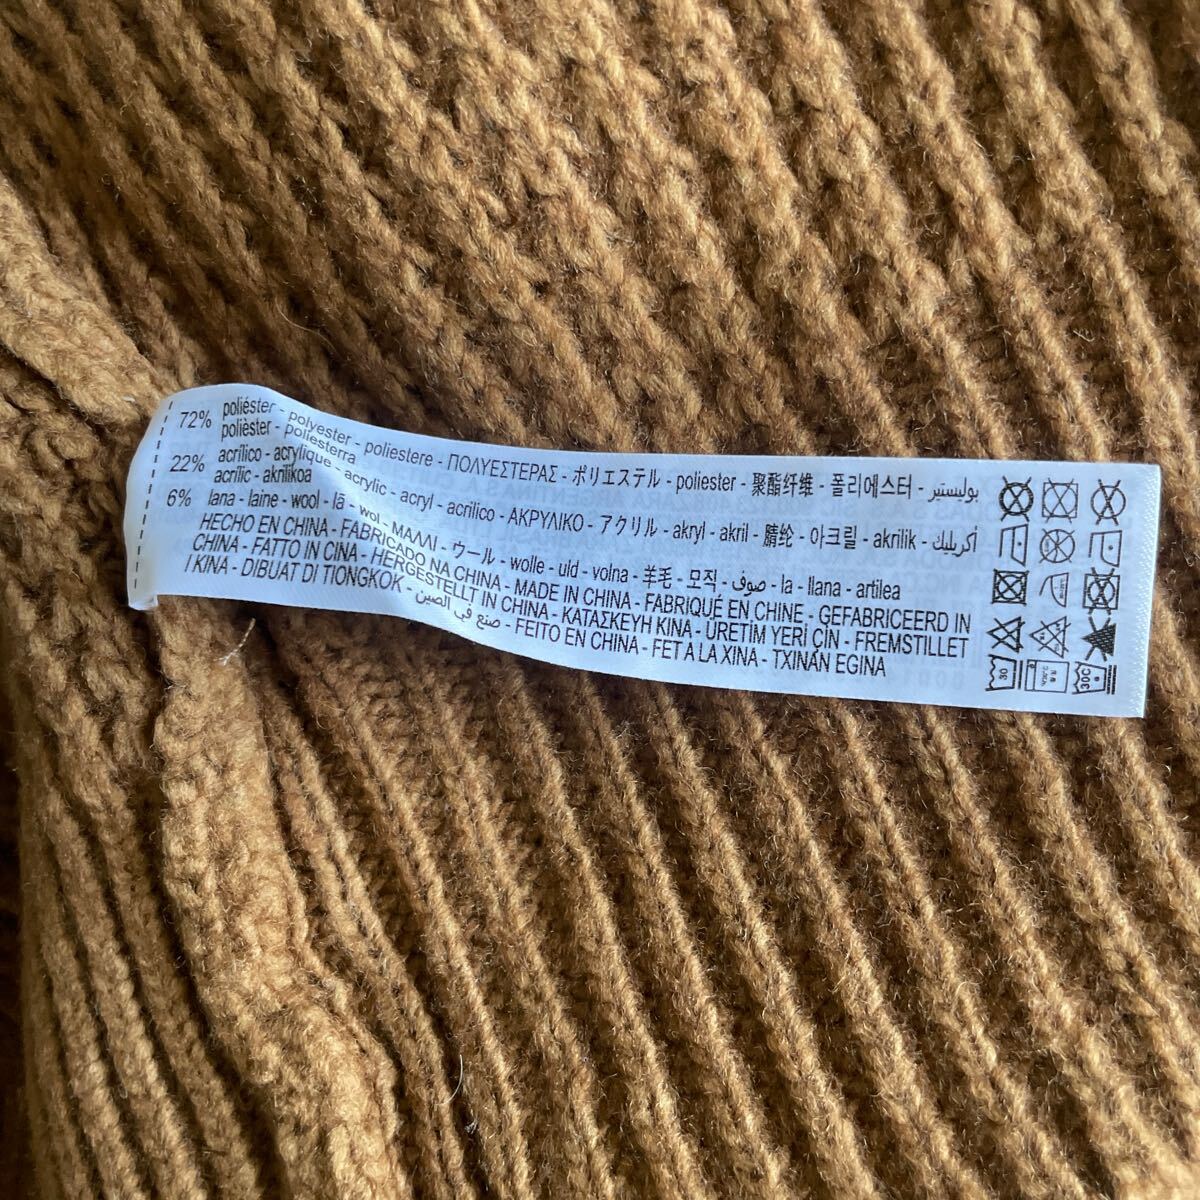 72% poliéster - polyester - poliestere - ΠΟΛΥΕΣΤΕΡΑΣ - ポリエステル - poliester - 聚酯纤维 - 폴리에스터 - بوليستير
polièster - poliesterra
22% acrílico - acrylique - acrylic - acryl - acrilico - ΑΚΡΥΛΙΚΟ - アクリル - akryl - akril - 腈纶 - 아크릴 - akrilik - أكريليك
acrílic - akrilikoa
6% lana - laine - wool - lã - wol - ΜΑΛΛΙ - ウール - wolle - uld - volna - 羊毛 - 모직 - صوف - la - llana - artilea
HECHO EN CHINA - FABRICADO NA CHINA - MADE IN CHINA - FABRIQUÉ EN CHINE - GEFABRICEERD IN
CHINA - FATTO IN CINA - HERGESTELLT IN CHINA - ΚΑΤΑΣΚΕΥΗ ΚΙΝΑ - ÜRETİM YERİ ÇİN - FREMSTILLET
I KINA - DIBUAT DI TIONGKOK - صنع في الصين - FEITO EN CHINA - FET A LA XINA - TXINAN EGINA
30
30C